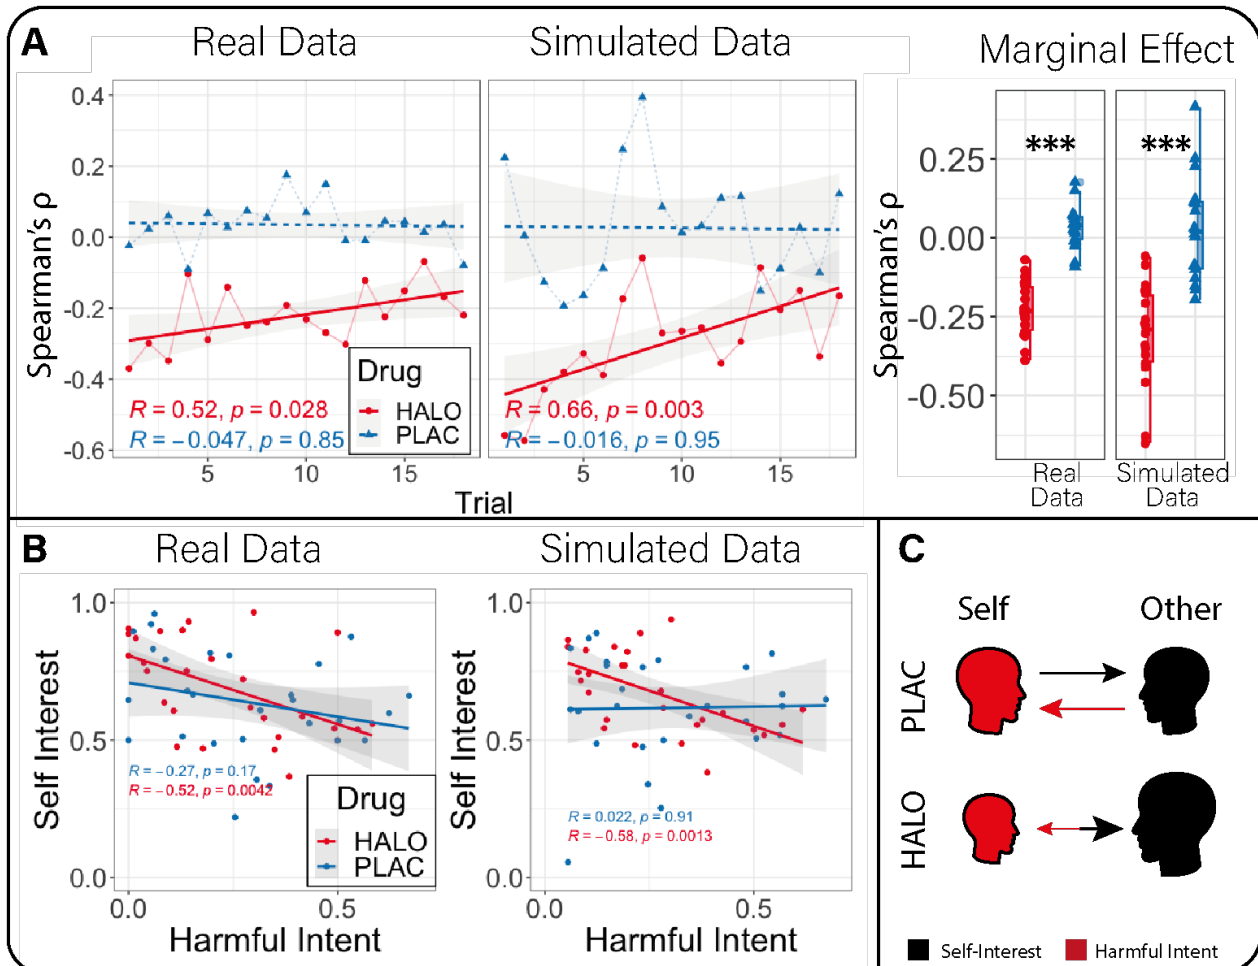 A
Real Data
Simulated Data
Marginal Effect
Spearman's ρ
0.4
0.2
0.0
-0.2
-0.4
-0.6
R = 0.52, p = 0.028
R = −0.047, p = 0.85
Drug
HALO
PLAC
R = 0.66, p = 0.003
R = −0.016, p = 0.95
5
10
15
5
10
15
Trial
Spearman's ρ
0.25
0.00
-0.25
-0.50
***
***
Real
Data
Simulated
Data
B
Real Data
Simulated Data
Self Interest
1.0
0.5
0.0
R = −0.27, p = 0.17
R = −0.52, p = 0.0042
Drug
HALO
PLAC
0.0
0.5
Harmful Intent
Self Interest
1.0
0.5
0.0
R = 0.022, p = 0.91
R = −0.58, p = 0.0013
0.0
0.5
Harmful Intent
C
Self
Other
PLAC
HALO
Self-Interest
Harmful Intent